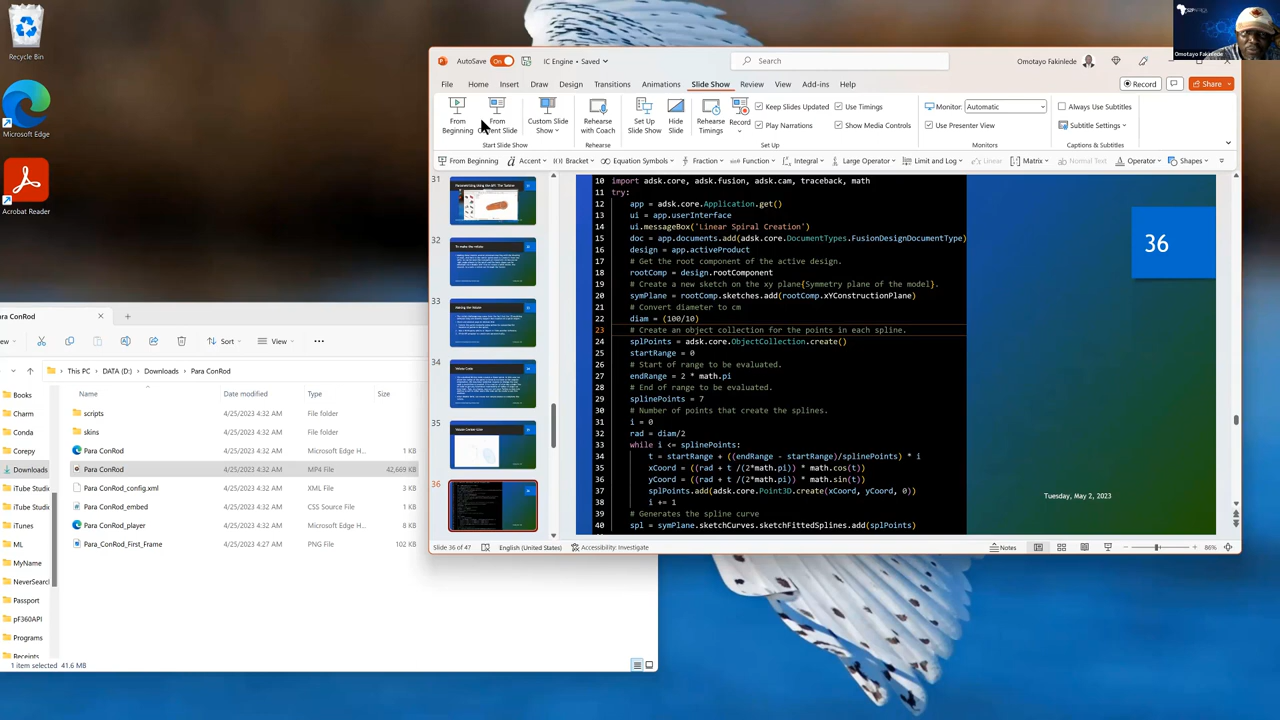 Recycle Bin
Microsoft Edge
Acrobat Reader
AutoSave On IC Engine • Saved Search Omotayo Fakinlede
File Home Insert Draw Design Transitions Animations Slide Show Review View Add-ins Help Record Share
From Beginning
From Current Slide
Custom Slide Show
Rehearse with Coach
Set Up Slide Show
Hide Slide
Rehearse Timings
Record
Keep Slides Updated
Use Timings
Play Narrations
Show Media Controls
Monitor: Automatic
Use Presenter View
Always Use Subtitles
Subtitle Settings
Start Slide Show
Rehearse
Set Up
Monitors
Captions & Subtitles
From Beginning Accent Bracket Equation Symbols Fraction Function Integral Large Operator Limit and Log Linear Matrix Normal Text Operator Shapes
31
32
33
34
35
36
10 import adsk.core, adsk.fusion, adsk.cam, traceback, math
11 try:
12 app = adsk.core.Application.get()
13 ui = app.userInterface
14 ui.messageBox('Linear Spiral Creation')
15 doc = app.documents.add(adsk.core.DocumentTypes.FusionDesignDocumentType)
16 design = app.activeProduct
17 # Get the root component of the active design.
18 rootComp = design.rootComponent
19 # Create a new sketch on the xy plane{Symmetry plane of the model}.
20 symPlane = rootComp.sketches.add(rootComp.xYConstructionPlane)
21 # Convert diameter to cm
22 diam = (100/10)
23 # Create an object collection for the points in each spline.
24 splPoints = adsk.core.ObjectCollection.create()
25 startRange = 0
26 # Start of range to be evaluated.
27 endRange = 2 * math.pi
28 # End of range to be evaluated.
29 splinePoints = 7
30 # Number of points that create the splines.
31 i = 0
32 rad = diam/2
33 while i <= splinePoints:
34 t = startRange + ((endRange - startRange)/splinePoints) * i
35 xCoord = ((rad + t /(2*math.pi)) * math.cos(t))
36 yCoord = ((rad + t /(2*math.pi)) * math.sin(t))
37 splPoints.add(adsk.core.Point3D.create(xCoord, yCoord, 0))
38 i += 1
39 # Generates the spline curve
40 spl = symPlane.sketchCurves.sketchFittedSplines.add(splPoints)
36
Tuesday, May 2, 2023
Slide 36 of 47 English (United States) Accessibility: Investigate Notes 86%
Para ConRod
Sort View
This PC DATA (D:) Downloads Para ConRod
Name Date modified Type Size
scripts 4/25/2023 4:32 AM File folder
skins 4/25/2023 4:32 AM File folder
Para ConRod 4/25/2023 4:32 AM Microsoft Edge H... 1 KB
Para ConRod 4/25/2023 4:32 AM MP4 File 42,669 KB
Para ConRod_config.xml 4/25/2023 4:32 AM XML File 3 KB
Para ConRod_embed 4/25/2023 4:32 AM CSS Source File 1 KB
Para ConRod_player 4/25/2023 4:32 AM Microsoft Edge H... 8 KB
Para_ConRod_First_Frame 4/25/2023 4:27 AM PNG File 102 KB
Books
Charm
Conda
Corepy
Downloads
iTube Studio
iTube Studio
iTunes
ML
MyName
NeverSearch
Passport
pF360API
Programs
Receipts
1 item selected 41.6 MB
Omotayo Fakinlede